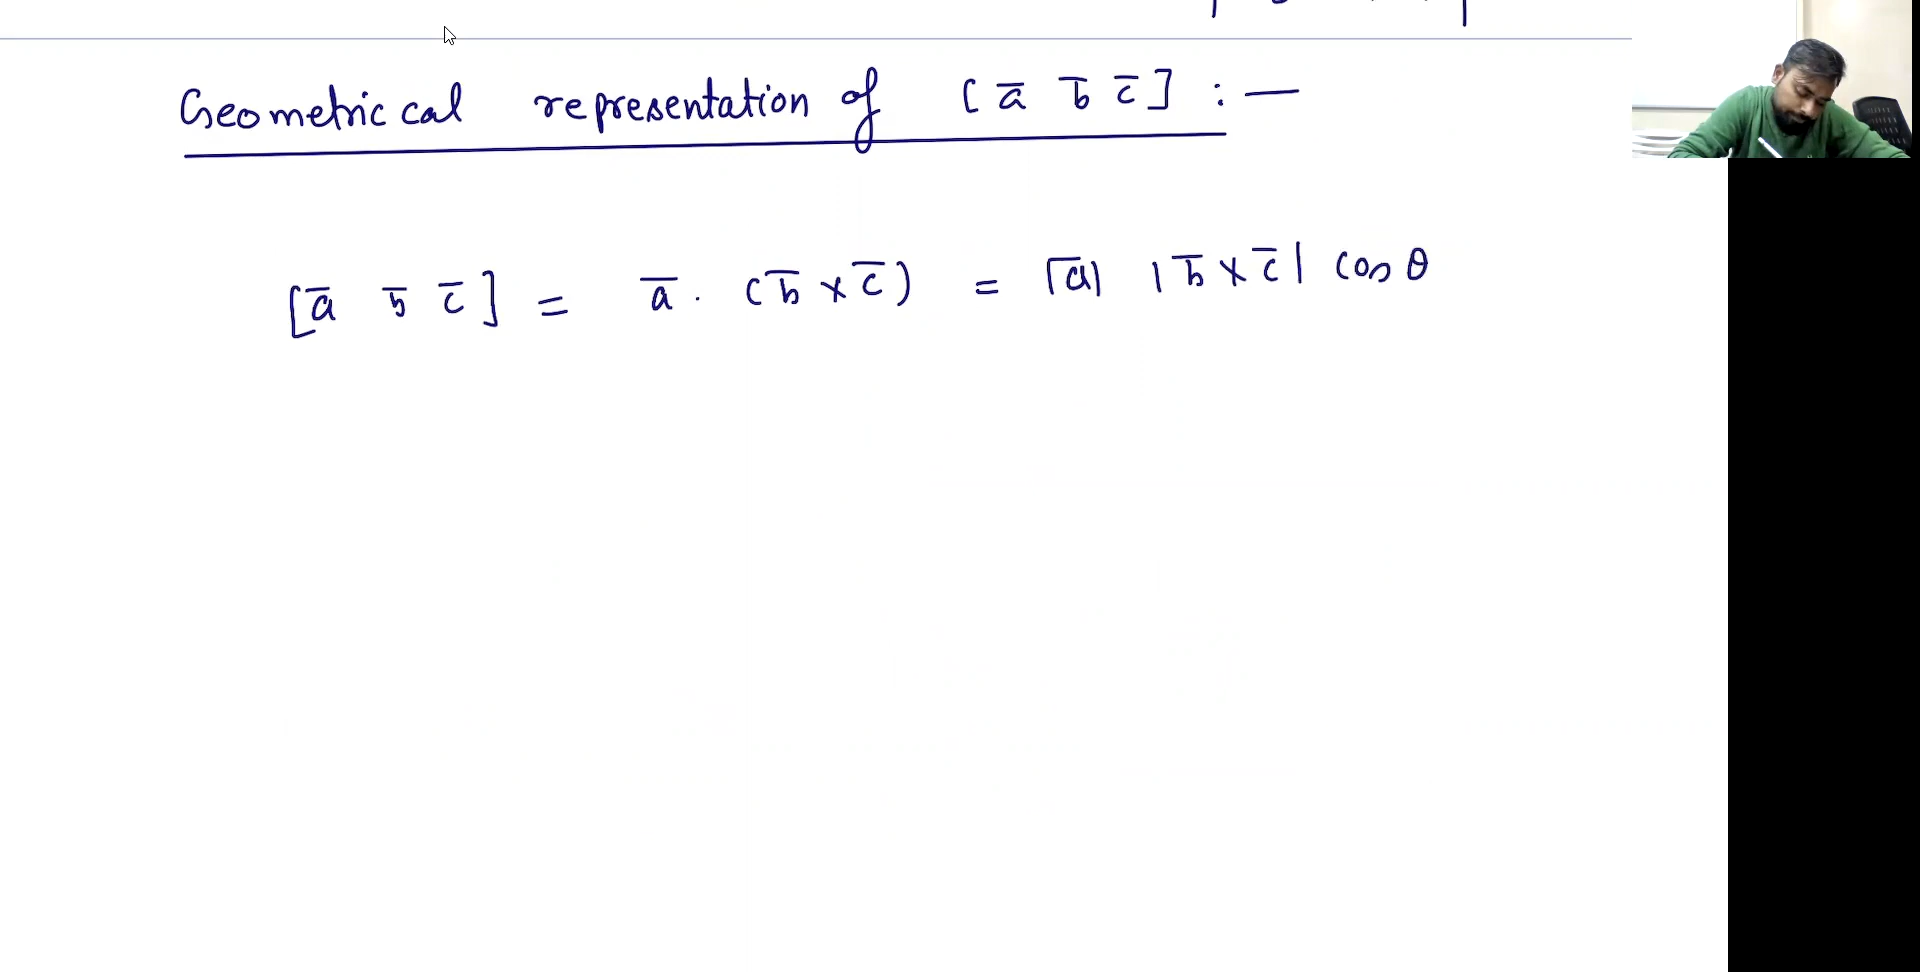 Geometrical representation of [ a̅ b̅ c̅ ] : —
[ a̅ b̅ c̅ ] = a̅ . ( b̅ × c̅ ) = |a̅| | b̅ × c̅ | cos θ